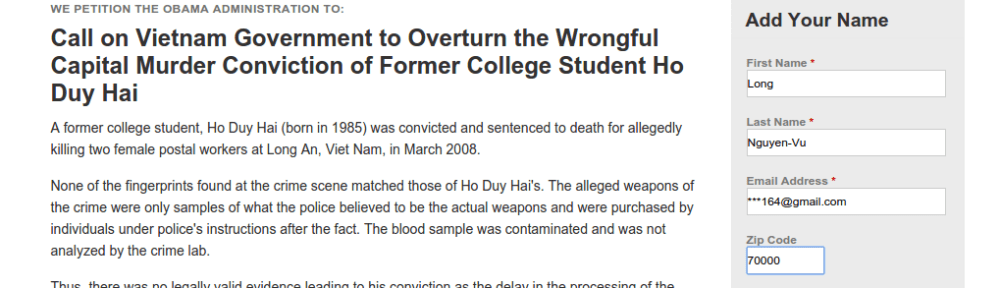 WE PETITION THE OBAMA ADMINISTRATION TO:
Call on Vietnam Government to Overturn the Wrongful
Capital Murder Conviction of Former College Student Ho
Duy Hai
A former college student, Ho Duy Hai (born in 1985) was convicted and sentenced to death for allegedly
killing two female postal workers at Long An, Viet Nam, in March 2008.
None of the fingerprints found at the crime scene matched those of Ho Duy Hai's. The alleged weapons of
the crime were only samples of what the police believed to be the actual weapons and were purchased by
individuals under police's instructions after the fact. The blood sample was contaminated and was not
analyzed by the crime lab.
Thus, there was no legally valid evidence leading to his conviction as the delay in the processing of the
Add Your Name
First Name *
Long
Last Name *
Nguyen-Vu
Email Address *
***164@gmail.com
Zip Code
70000